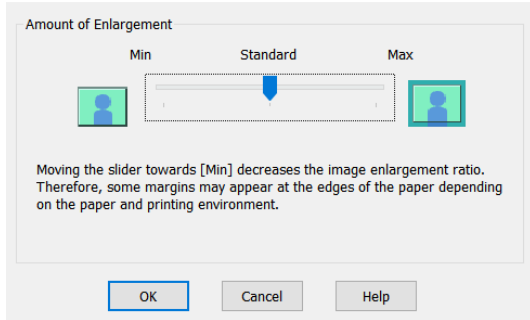 Amount of Enlargement
Min Standard Max
Moving the slider towards [Min] decreases the image enlargement ratio.
Therefore, some margins may appear at the edges of the paper depending
on the paper and printing environment.
OK Cancel Help